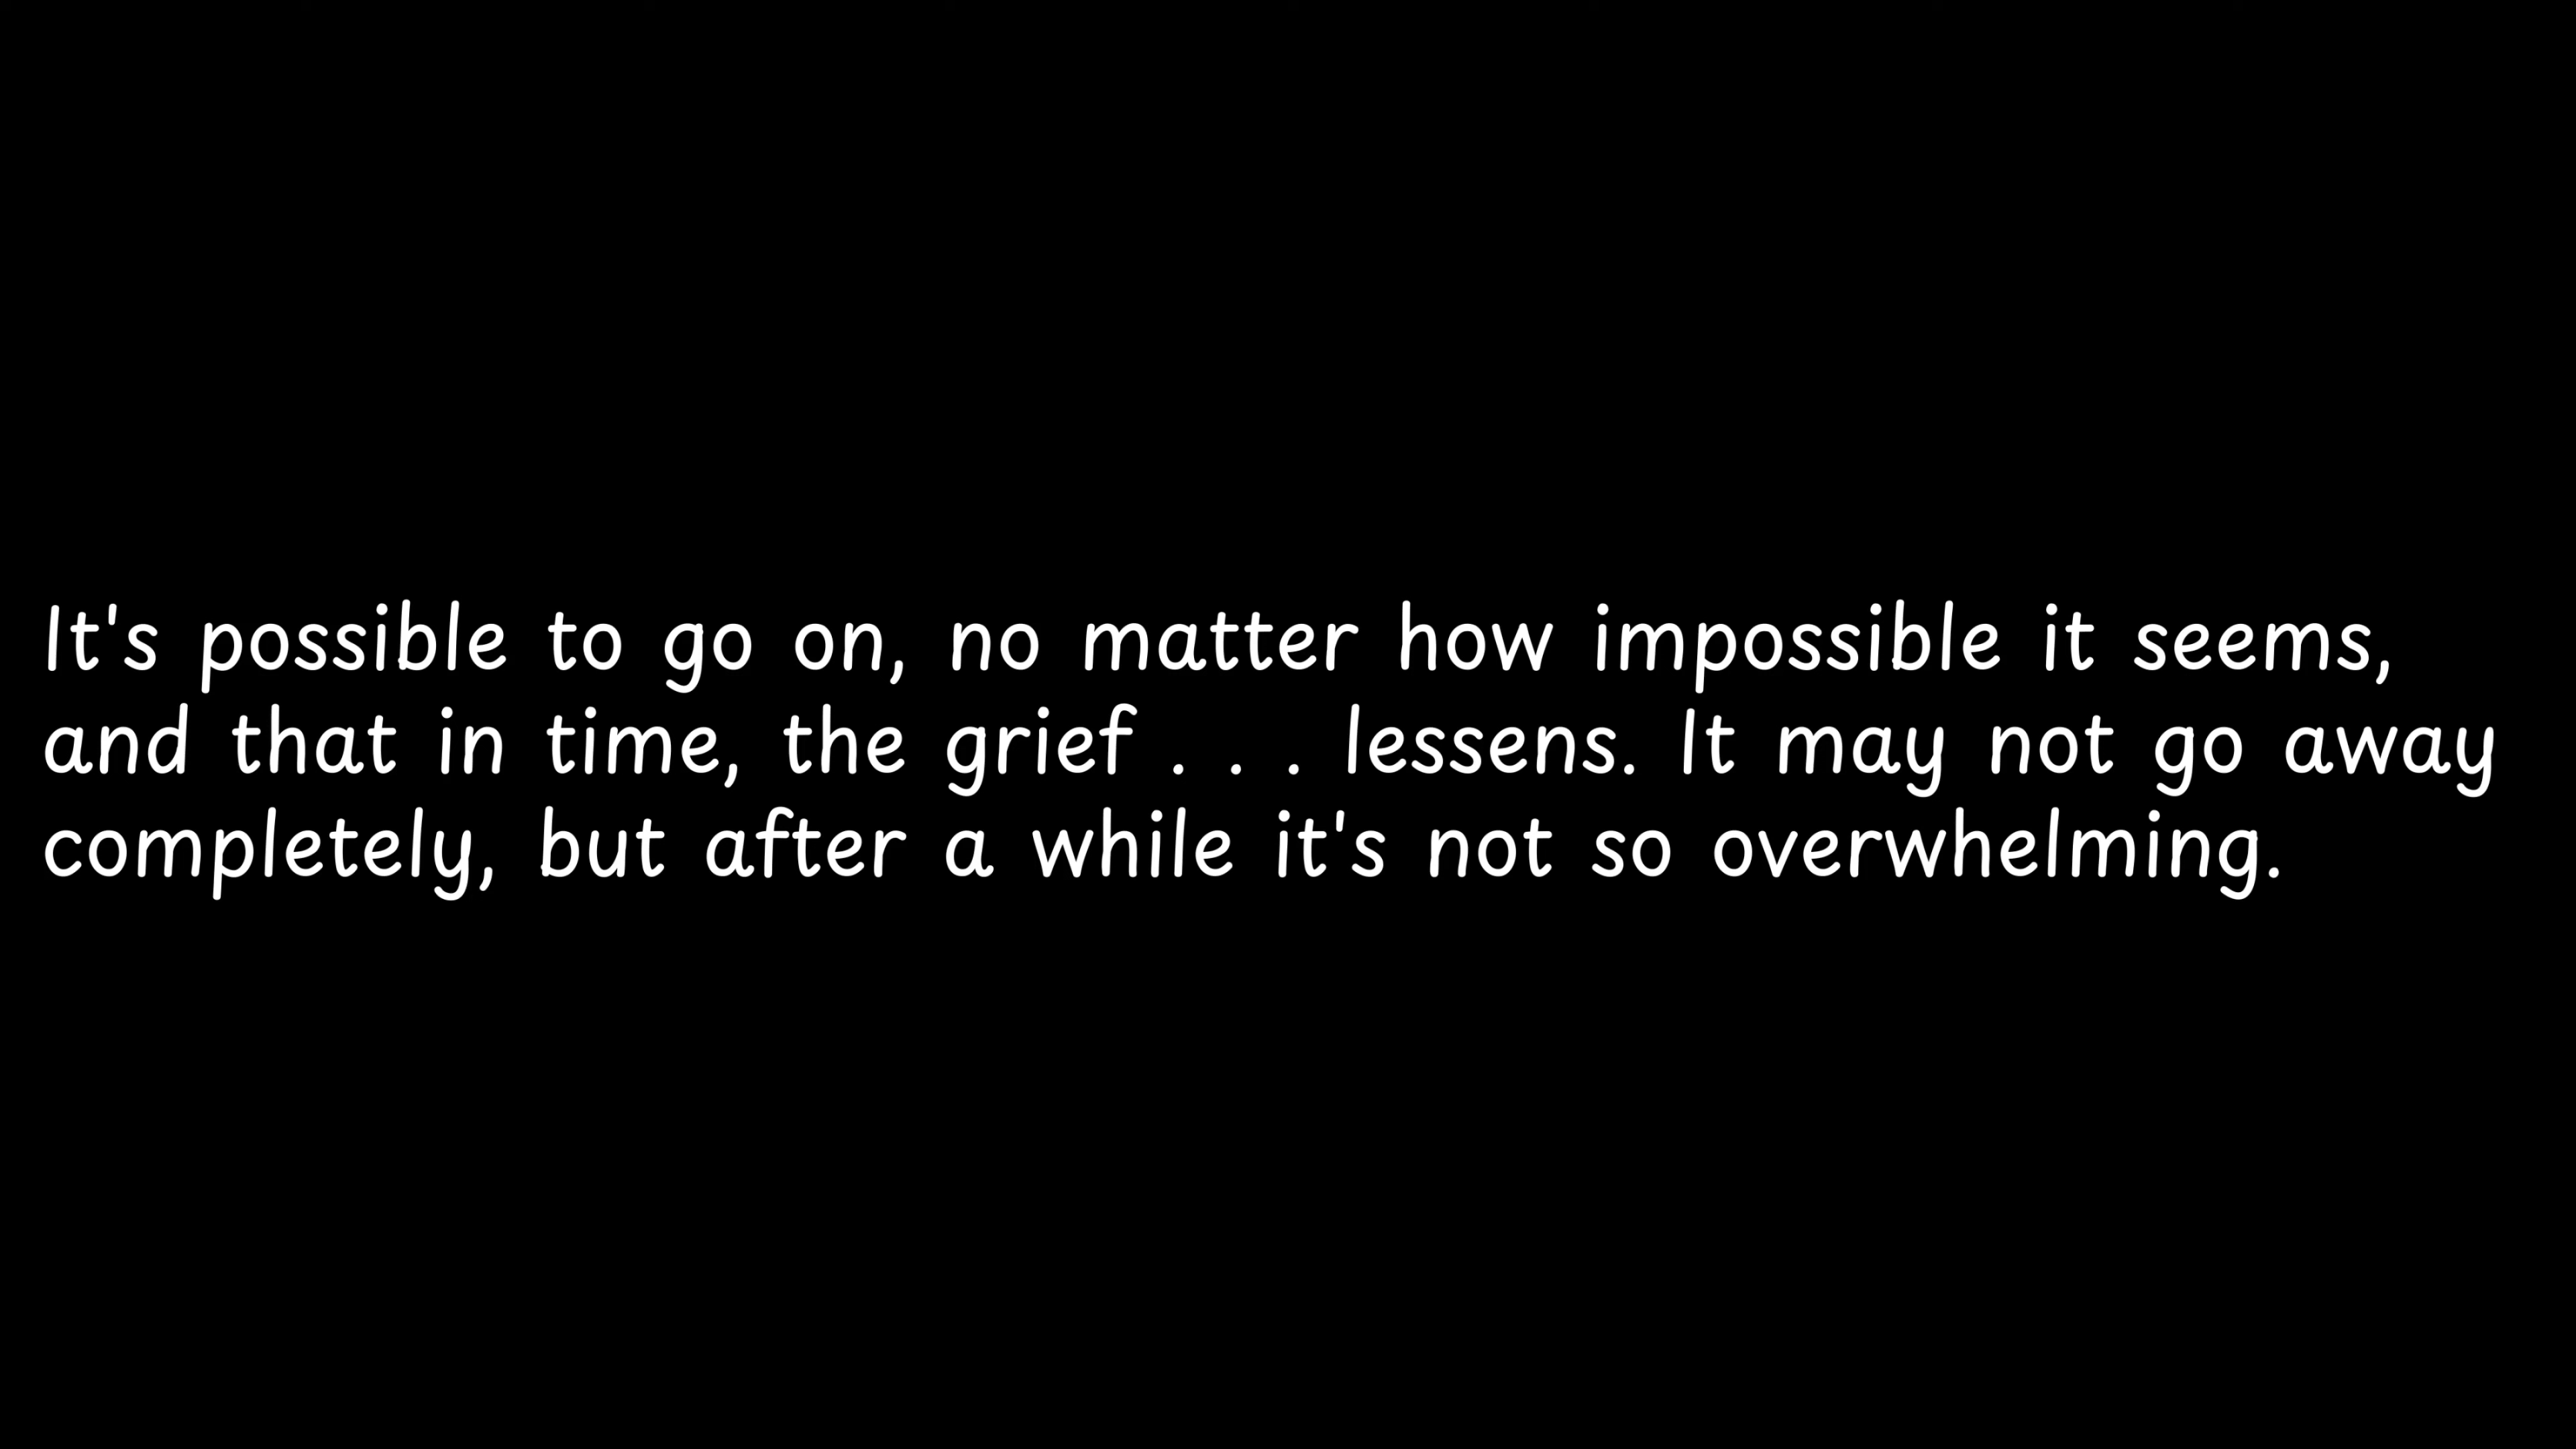 It's possible to go on, no matter how impossible it seems,
and that in time, the grief . . . lessens. It may not go away
completely, but after a while it's not so overwhelming.